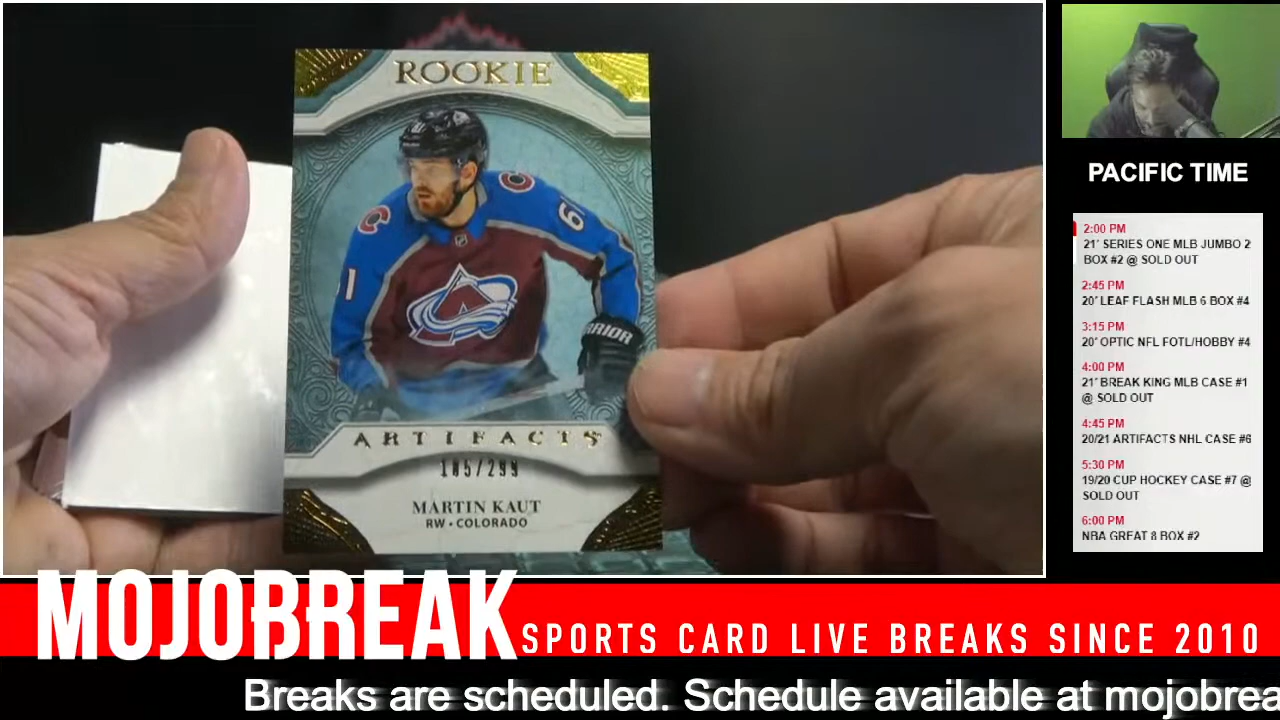 ROOKIE
61
61
WARRIOR
ARTIFACTS
185/299
MARTIN KAUT
RW • COLORADO
PACIFIC TIME
2:00 PM
21' SERIES ONE MLB JUMBO 2
BOX #2 @ SOLD OUT
2:45 PM
20' LEAF FLASH MLB 6 BOX #4
3:15 PM
20' OPTIC NFL FOTL/HOBBY #4
4:00 PM
21' BREAK KING MLB CASE #1
@ SOLD OUT
4:45 PM
20/21 ARTIFACTS NHL CASE #6
5:30 PM
19/20 CUP HOCKEY CASE #7 @
SOLD OUT
6:00 PM
NBA GREAT 8 BOX #2
MOJOBREAK
SPORTS CARD LIVE BREAKS SINCE 2010
Breaks are scheduled. Schedule available at mojobrea